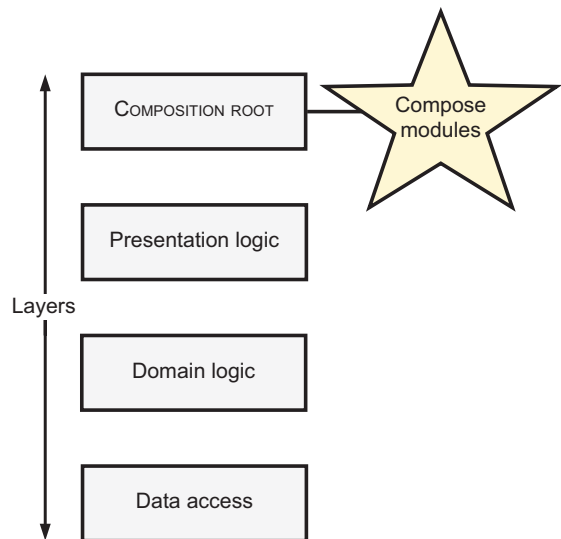 COMPOSITION ROOT
Compose
modules
Presentation logic
Layers
Domain logic
Data access